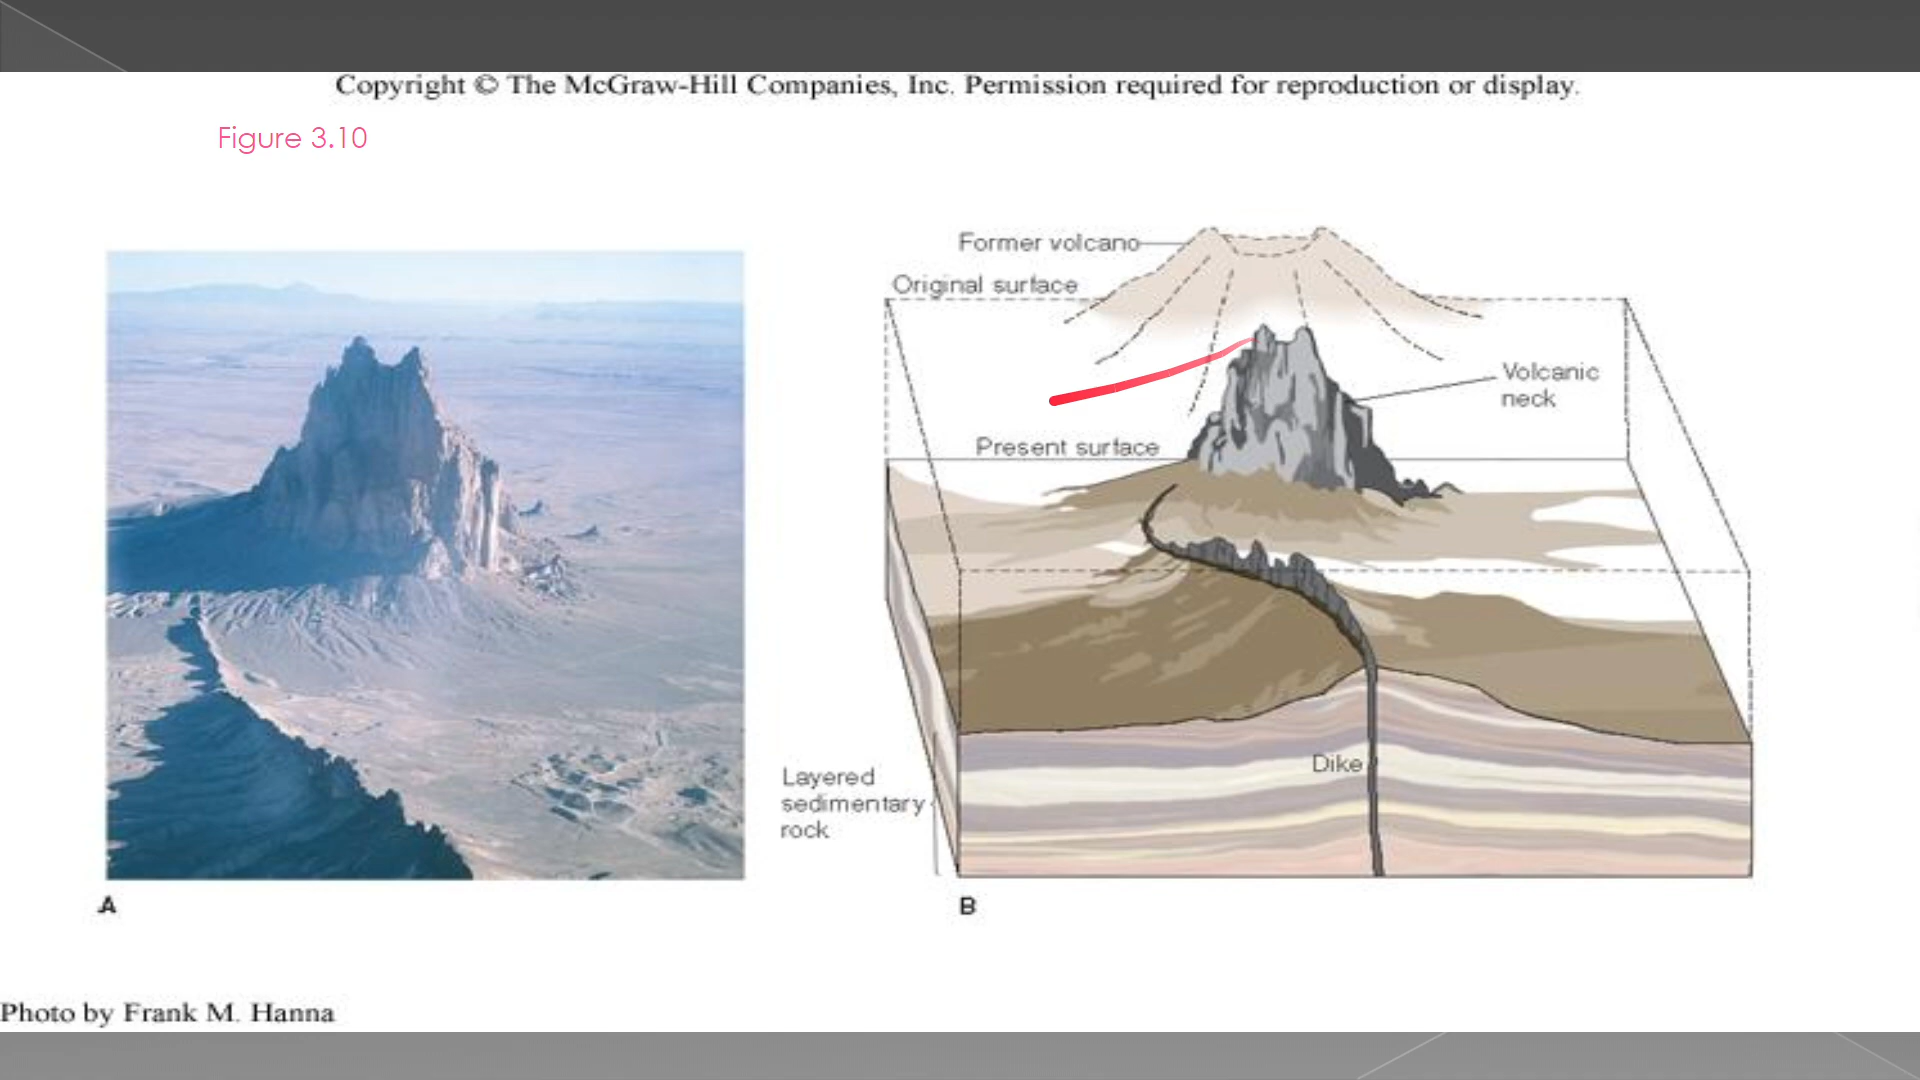 Copyright © The McGraw-Hill Companies, Inc. Permission required for reproduction or display.
Figure 3.10
Former volcano
Original surface
Volcanic
neck
Present surface
Layered
sedimentary
rock
Dike
A
B
Photo by Frank M. Hanna